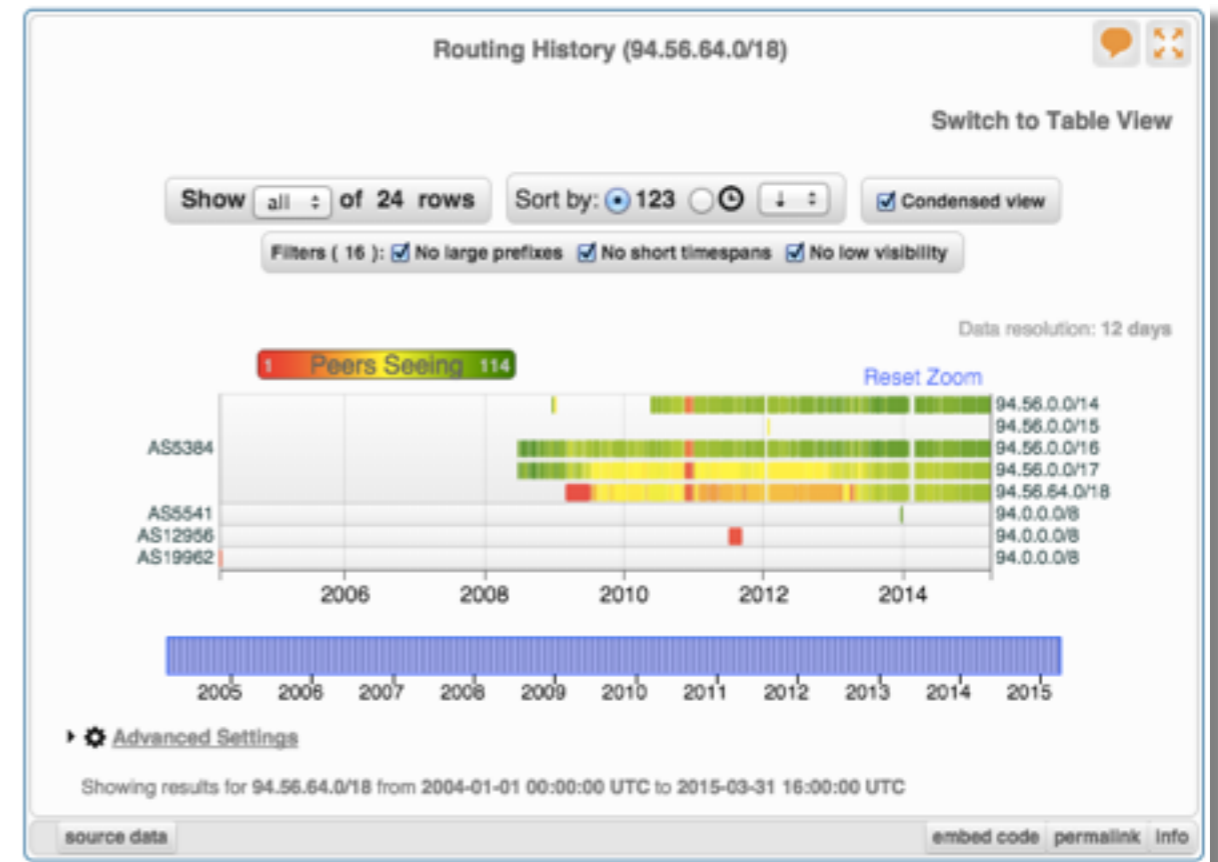 Routing History (94.56.64.0/18)
Switch to Table View
Show all of 24 rows Sort by: 123 ↓ Condensed view
Filters ( 16 ): No large prefixes No short timespans No low visibility
Data resolution: 12 days
1 Peers Seeing 114
Reset Zoom
94.56.0.0/14
94.56.0.0/15
AS5384 94.56.0.0/16
94.56.0.0/17
94.56.64.0/18
AS5541 94.0.0.0/8
AS12956 94.0.0.0/8
AS19962 94.0.0.0/8
2006 2008 2010 2012 2014
2005 2006 2007 2008 2009 2010 2011 2012 2013 2014 2015
Advanced Settings
Showing results for 94.56.64.0/18 from 2004-01-01 00:00:00 UTC to 2015-03-31 16:00:00 UTC
source data embed code permalink info